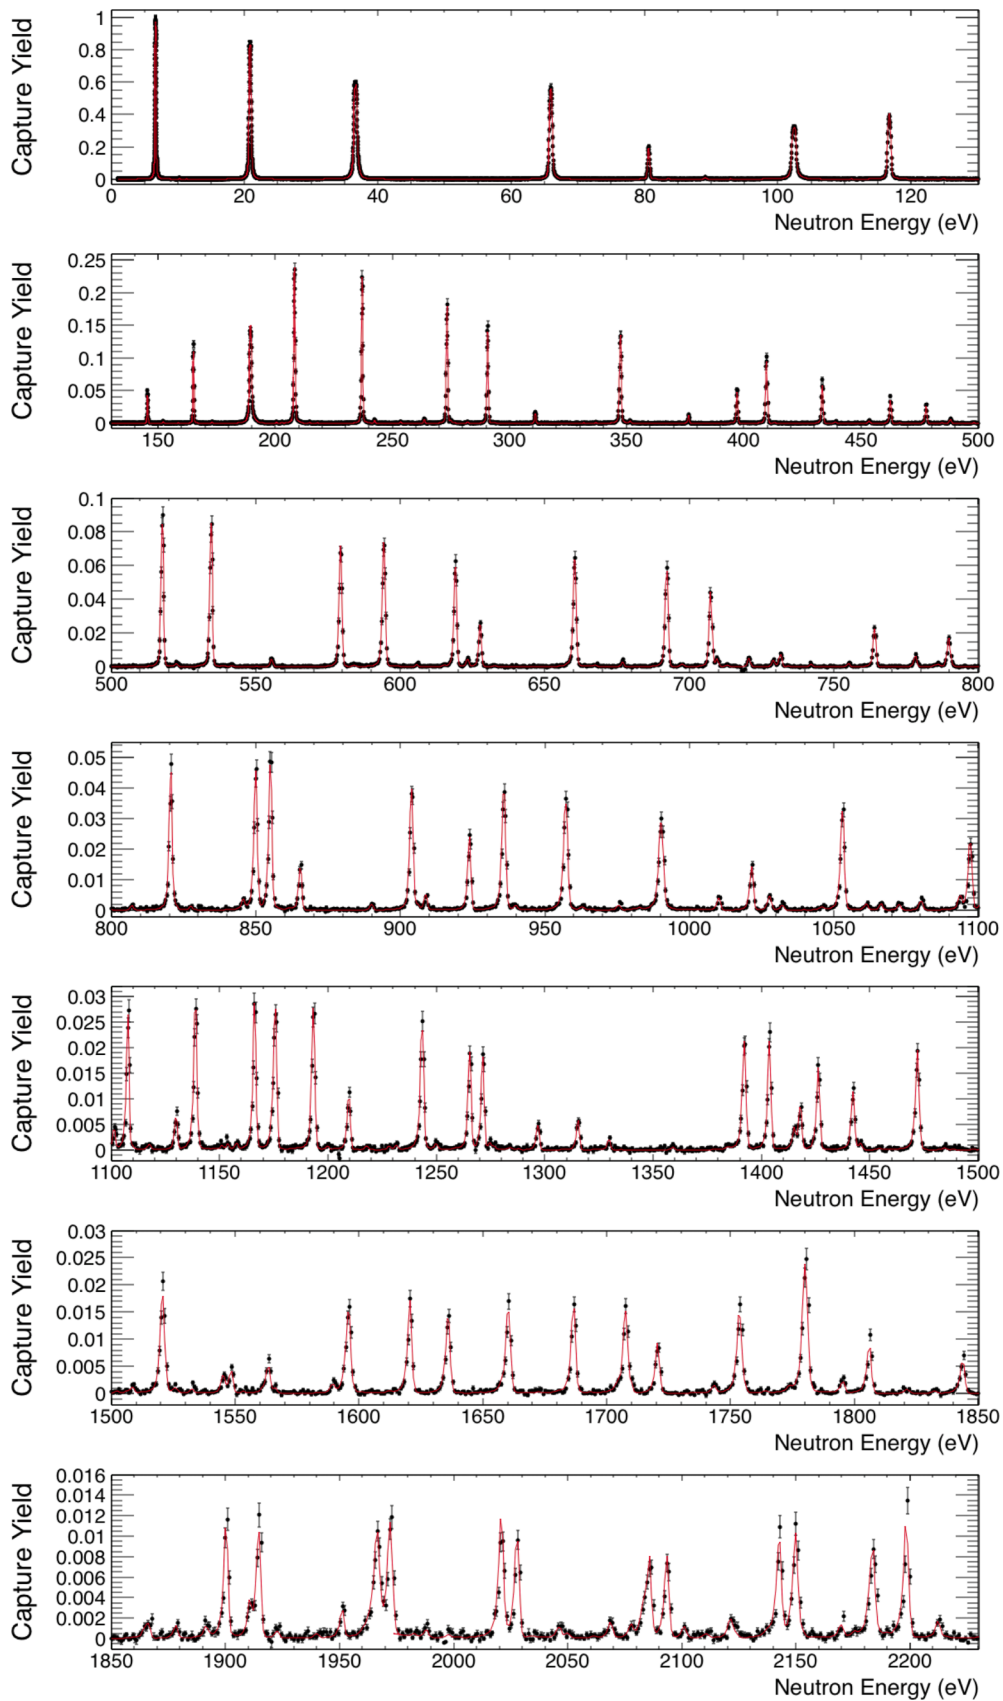 Capture Yield
1
0.8
0.6
0.4
0.2
0
0 20 40 60 80 100 120
Neutron Energy (eV)
Capture Yield
0.25
0.2
0.15
0.1
0.05
0
150 200 250 300 350 400 450 500
Neutron Energy (eV)
Capture Yield
0.1
0.08
0.06
0.04
0.02
0
500 550 600 650 700 750 800
Neutron Energy (eV)
Capture Yield
0.05
0.04
0.03
0.02
0.01
0
800 850 900 950 1000 1050 1100
Neutron Energy (eV)
Capture Yield
0.03
0.025
0.02
0.015
0.01
0.005
0
1100 1150 1200 1250 1300 1350 1400 1450 1500
Neutron Energy (eV)
Capture Yield
0.03
0.025
0.02
0.015
0.01
0.005
0
1500 1550 1600 1650 1700 1750 1800 1850
Neutron Energy (eV)
Capture Yield
0.016
0.014
0.012
0.01
0.008
0.006
0.004
0.002
0
1850 1900 1950 2000 2050 2100 2150 2200
Neutron Energy (eV)